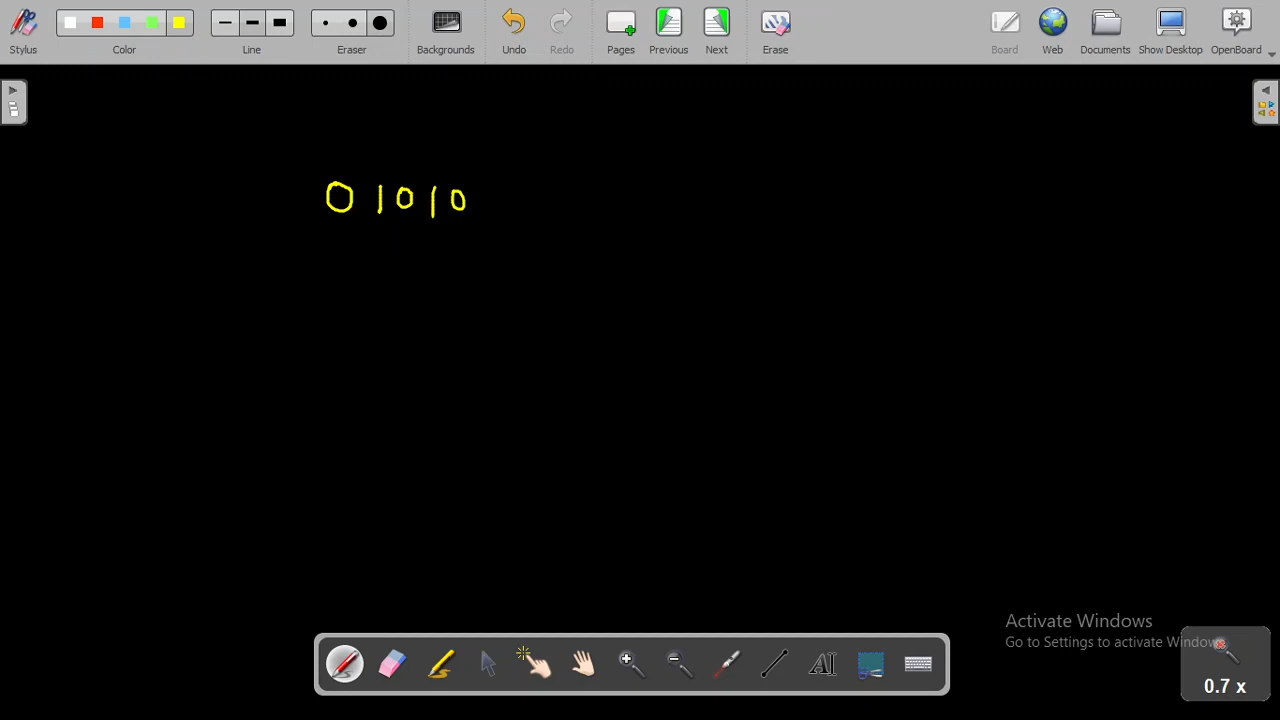 Stylus Color Line Eraser Backgrounds Undo Redo Pages Previous Next Erase Board Web Documents Show Desktop OpenBoard
0 1 0 1 0
AI
Activate Windows
Go to Settings to activate Windows
0.7 x